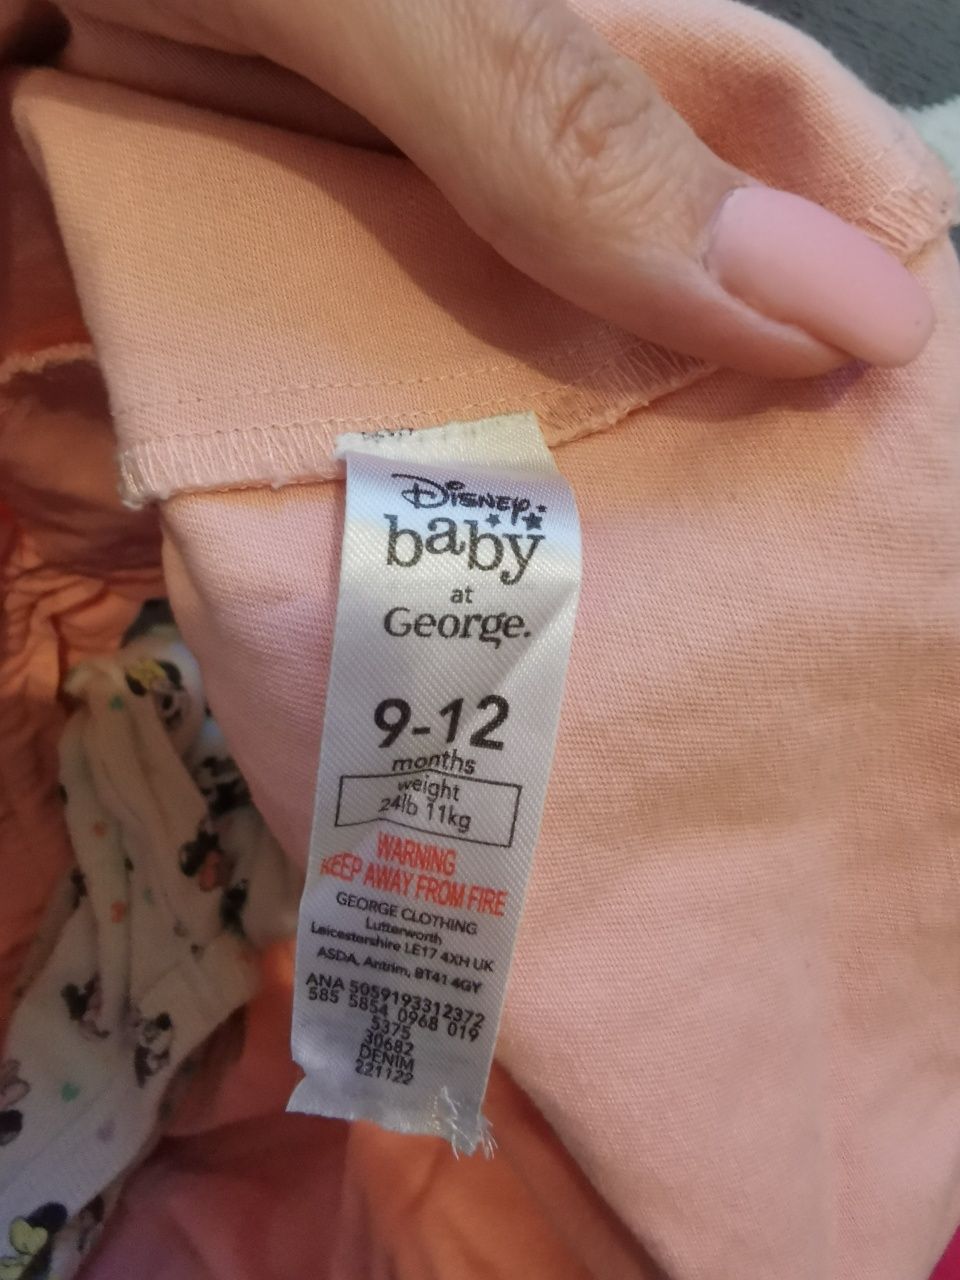 Disney
baby
at
George.
9-12
months
weight
24lb 11kg
WARNING
KEEP AWAY FROM FIRE
GEORGE CLOTHING
Lutterworth
Leicestershire LE17 4XH UK
ASDA, Antrim, BT41 4GY
ANA 5059193312372
585 5854 0968 019
5375
30682
DENIM
221122